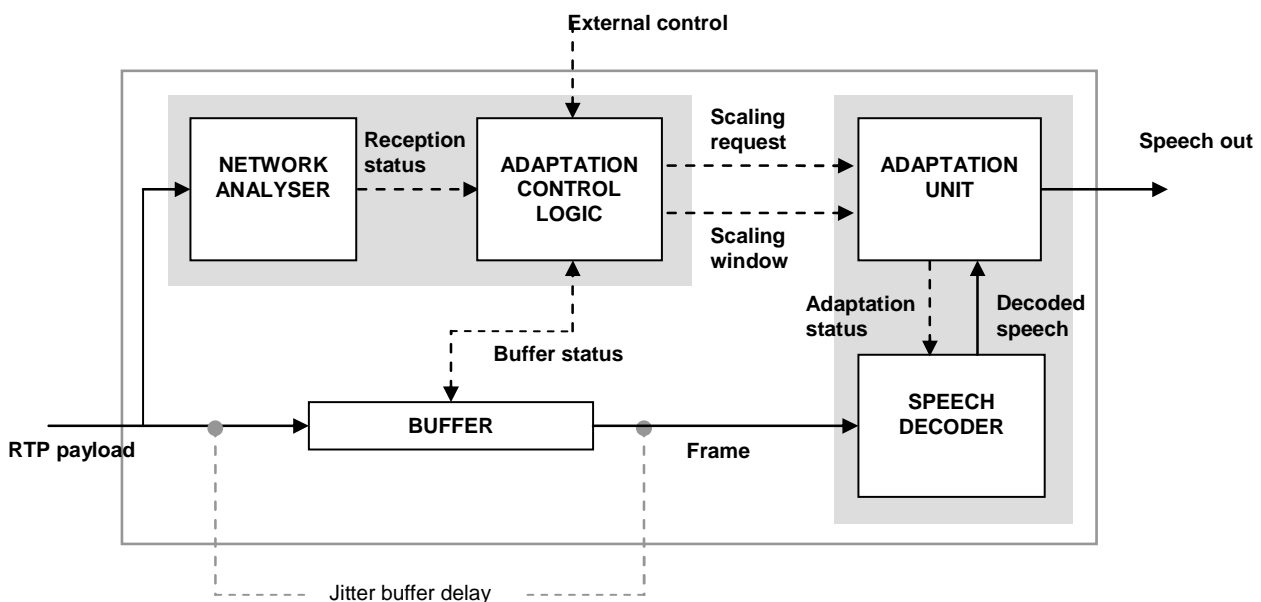 External control
NETWORK
ANALYSER
Reception
status
ADAPTATION
CONTROL
LOGIC
Scaling
request
Scaling
window
ADAPTATION
UNIT
Speech out
Adaptation
status
Decoded
speech
Buffer status
RTP payload
BUFFER
Frame
SPEECH
DECODER
Jitter buffer delay